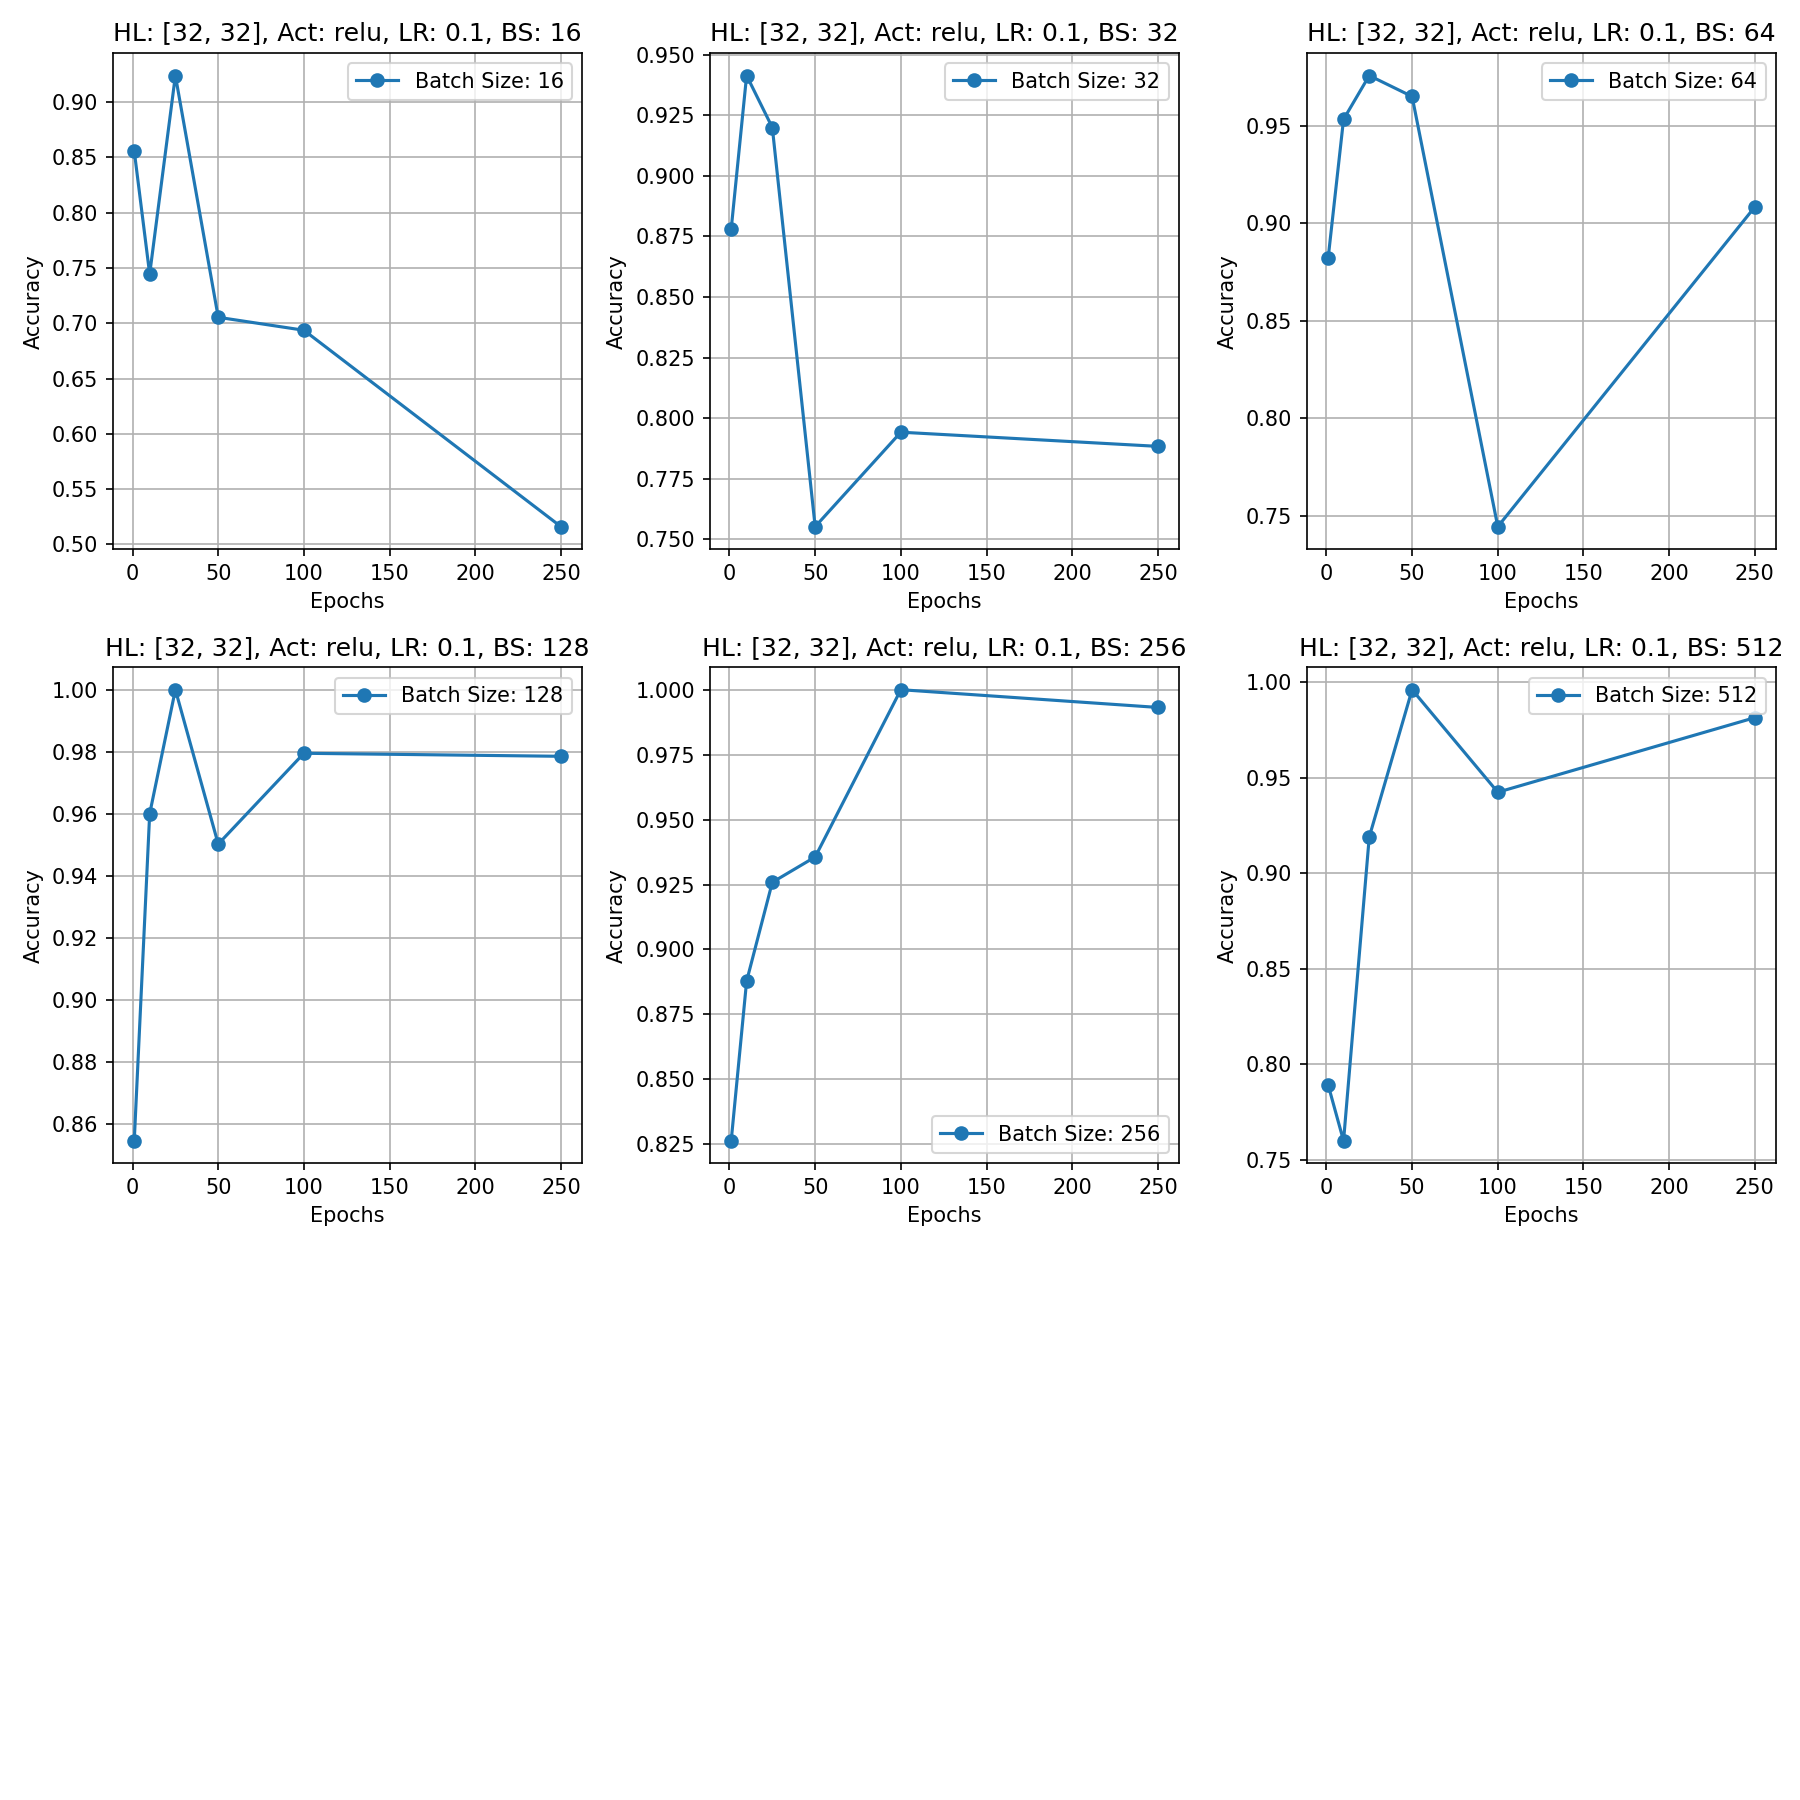 HL: [32, 32], Act: relu, LR: 0.1, BS: 16
Batch Size: 16
Accuracy
0.90
0.85
0.80
0.75
0.70
0.65
0.60
0.55
0.50
0 50 100 150 200 250
Epochs
HL: [32, 32], Act: relu, LR: 0.1, BS: 32
Batch Size: 32
Accuracy
0.950
0.925
0.900
0.875
0.850
0.825
0.800
0.775
0.750
0 50 100 150 200 250
Epochs
HL: [32, 32], Act: relu, LR: 0.1, BS: 64
Batch Size: 64
Accuracy
0.95
0.90
0.85
0.80
0.75
0 50 100 150 200 250
Epochs
HL: [32, 32], Act: relu, LR: 0.1, BS: 128
Batch Size: 128
Accuracy
1.00
0.98
0.96
0.94
0.92
0.90
0.88
0.86
0 50 100 150 200 250
Epochs
HL: [32, 32], Act: relu, LR: 0.1, BS: 256
Accuracy
1.000
0.975
0.950
0.925
0.900
0.875
0.850
0.825
Batch Size: 256
0 50 100 150 200 250
Epochs
HL: [32, 32], Act: relu, LR: 0.1, BS: 512
Batch Size: 512
Accuracy
1.00
0.95
0.90
0.85
0.80
0.75
0 50 100 150 200 250
Epochs